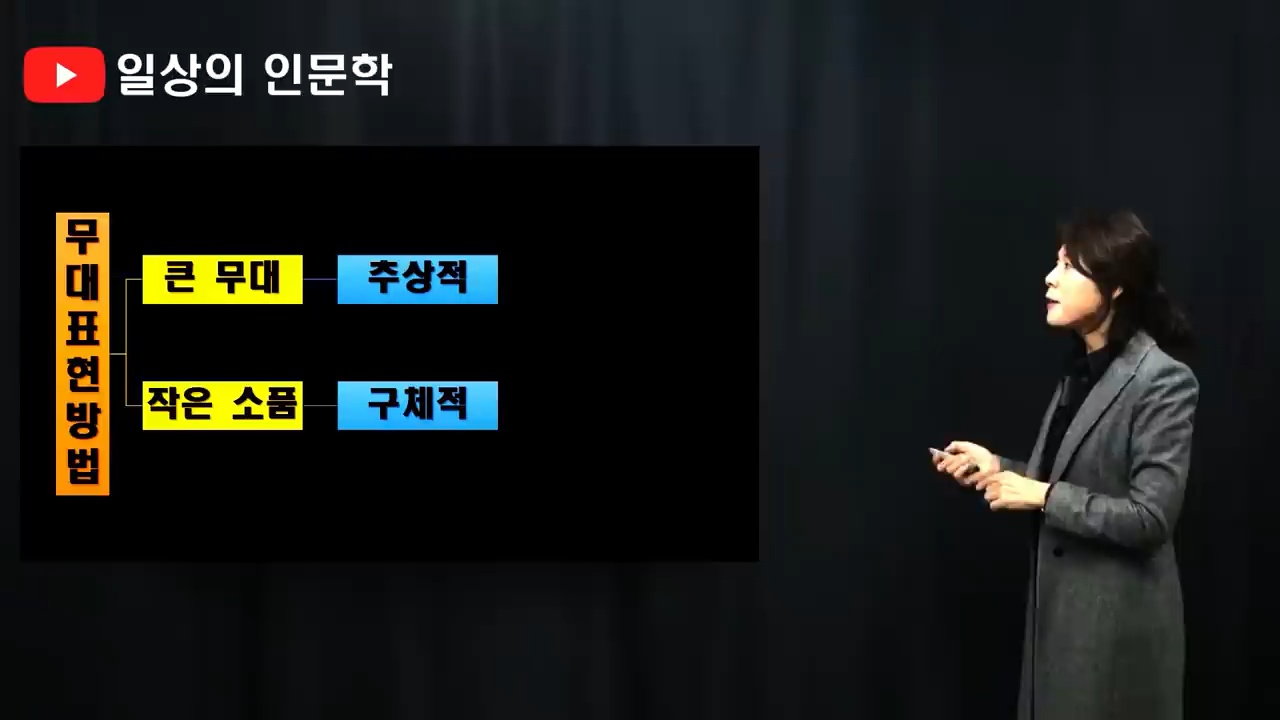 일상의 인문학
무대표현방법
큰 무대
추상적
작은 소품
구체적